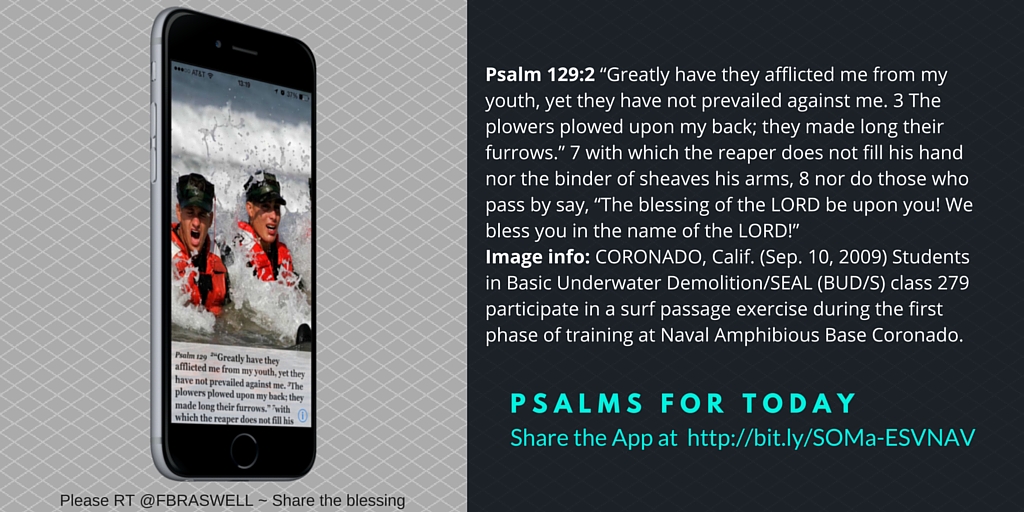 AT&T
13:19
37%
Psalm 129 ²"Greatly have they
afflicted me from my youth, yet they
have not prevailed against me. ³The
plowers plowed upon my back; they
made long their furrows." ⁷with
which the reaper does not fill his
Please RT @FBRASWELL ~ Share the blessing
Psalm 129:2 “Greatly have they afflicted me from my
youth, yet they have not prevailed against me. 3 The
plowers plowed upon my back; they made long their
furrows.” 7 with which the reaper does not fill his hand
nor the binder of sheaves his arms, 8 nor do those who
pass by say, “The blessing of the LORD be upon you! We
bless you in the name of the LORD!”
Image info: CORONADO, Calif. (Sep. 10, 2009) Students
in Basic Underwater Demolition/SEAL (BUD/S) class 279
participate in a surf passage exercise during the first
phase of training at Naval Amphibious Base Coronado.
PSALMS FOR TODAY
Share the App at http://bit.ly/SOMa-ESVNAV